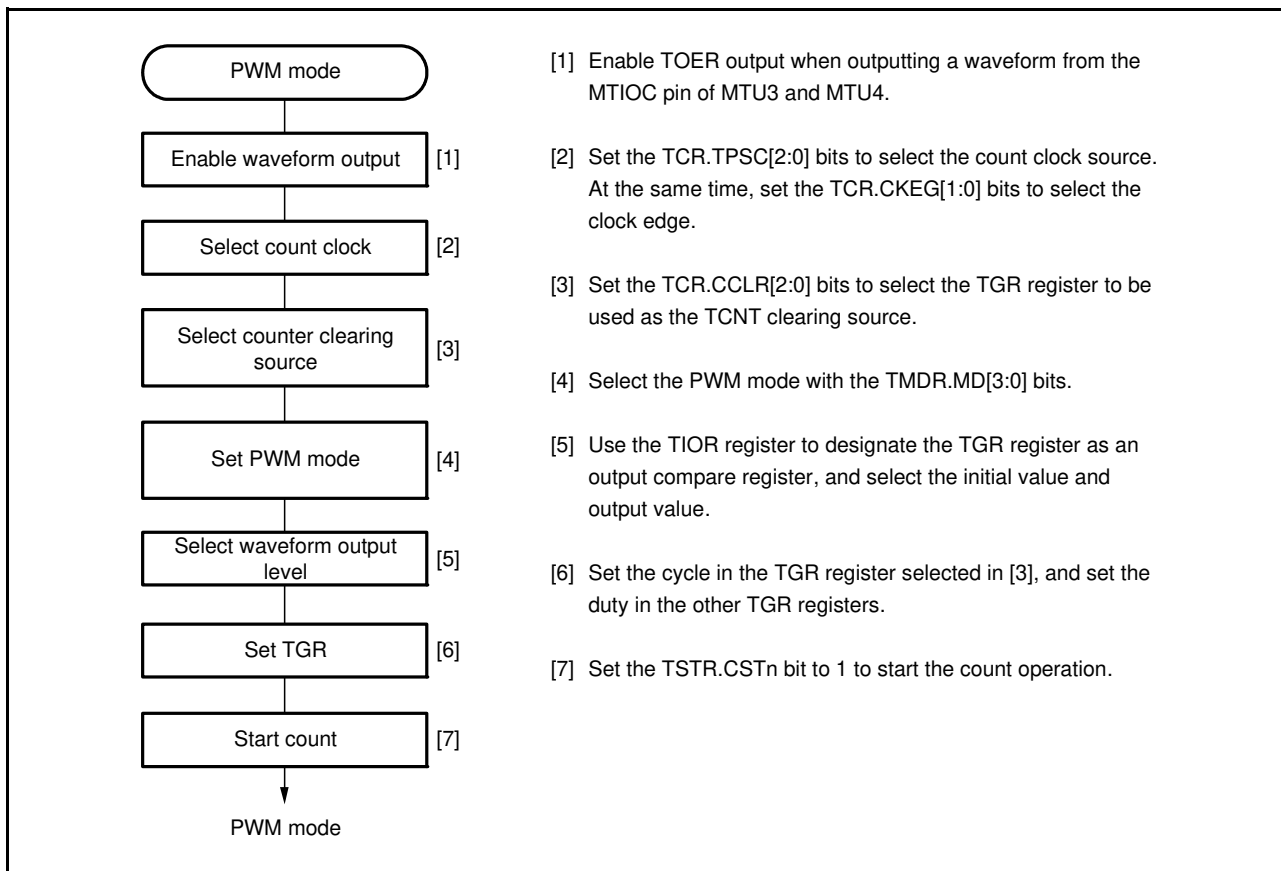 PWM mode
Enable waveform output [1]
Select count clock [2]
Select counter clearing
source
[3]
Set PWM mode [4]
Select waveform output
level
[5]
Set TGR [6]
Start count [7]
PWM mode
[1] Enable TOER output when outputting a waveform from the
MTIOC pin of MTU3 and MTU4.
[2] Set the TCR.TPSC[2:0] bits to select the count clock source.
At the same time, set the TCR.CKEG[1:0] bits to select the
clock edge.
[3] Set the TCR.CCLR[2:0] bits to select the TGR register to be
used as the TCNT clearing source.
[4] Select the PWM mode with the TMDR.MD[3:0] bits.
[5] Use the TIOR register to designate the TGR register as an
output compare register, and select the initial value and
output value.
[6] Set the cycle in the TGR register selected in [3], and set the
duty in the other TGR registers.
[7] Set the TSTR.CSTn bit to 1 to start the count operation.